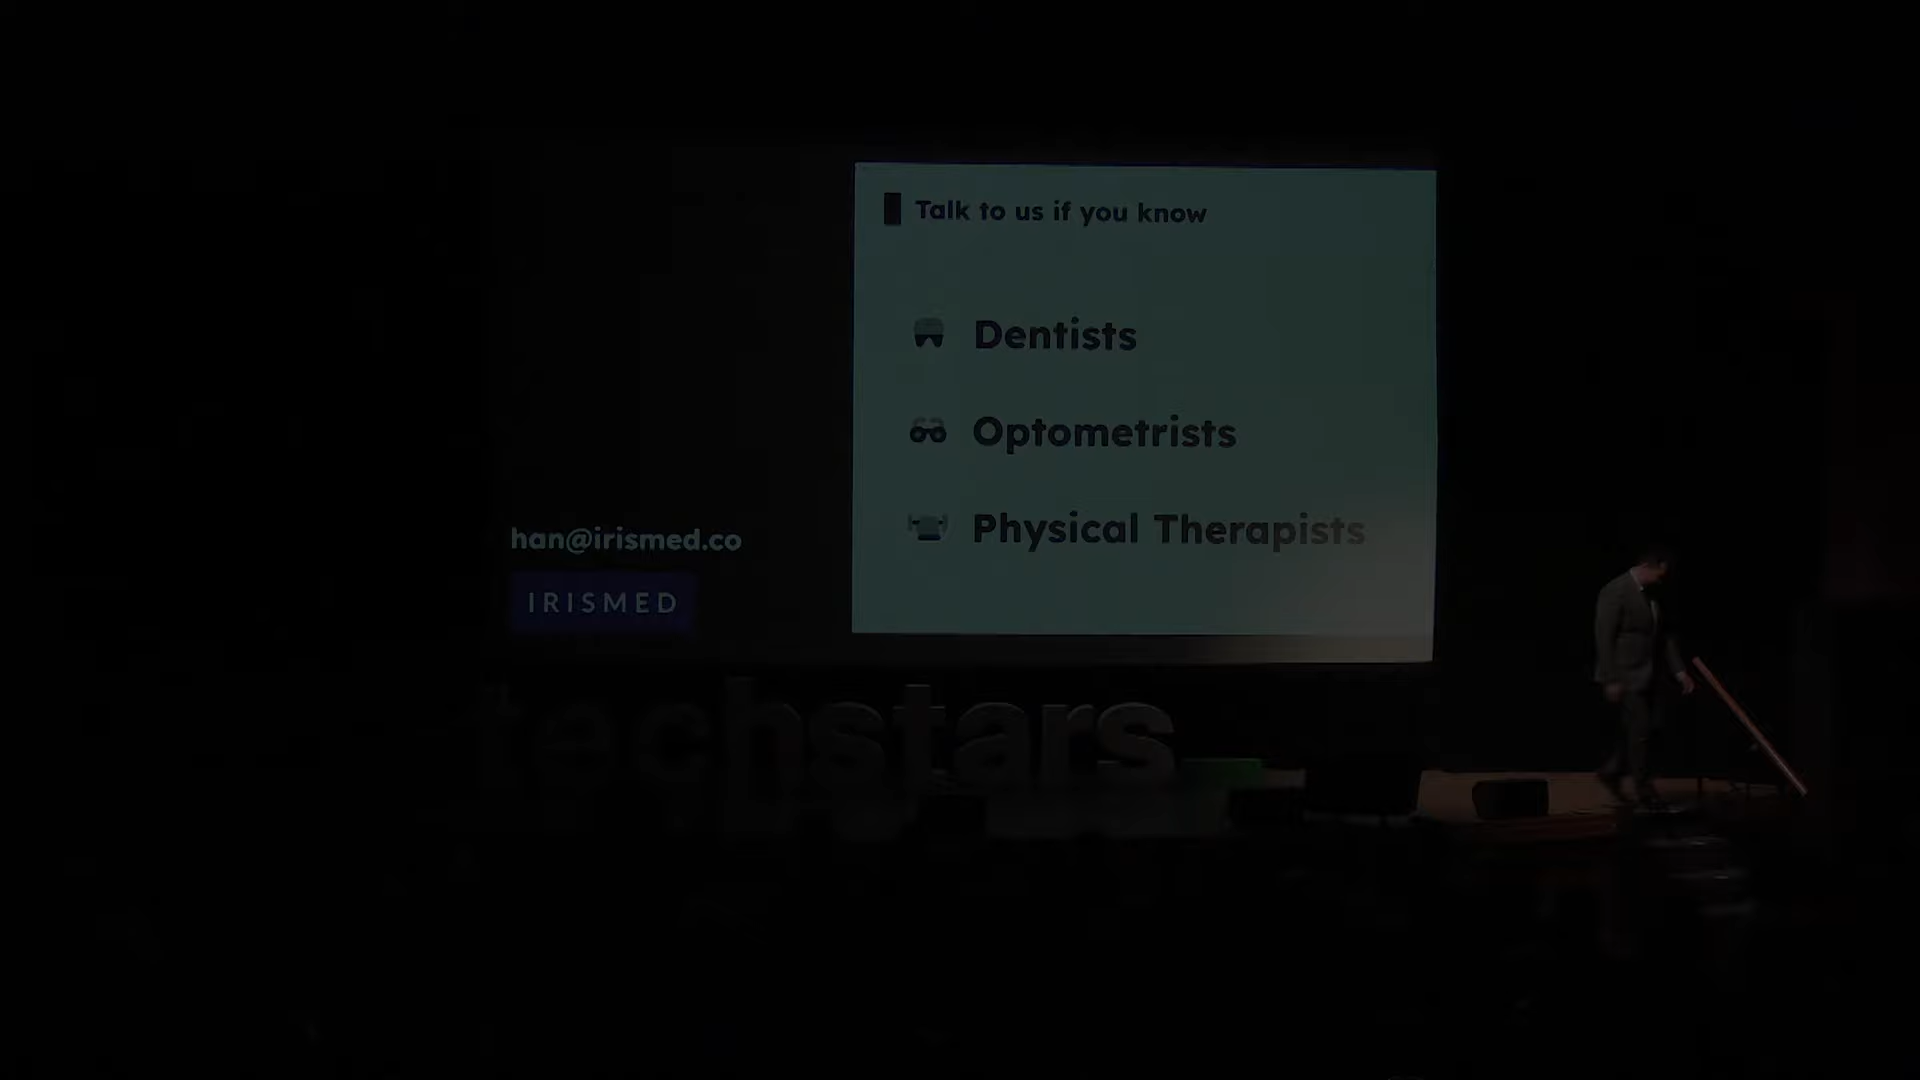 Talk to us if you know
Dentists
Optometrists
Physical Therapists
han@irismed.co
IRISMED
techstars